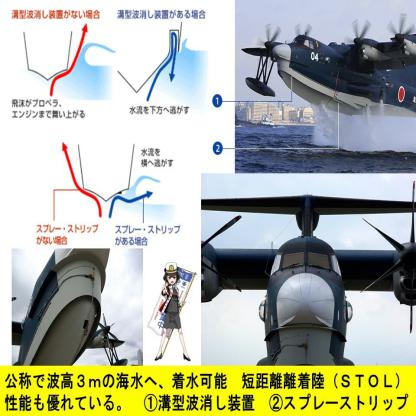 溝型波消し装置がない場合
溝型波消し装置がある場合
飛沫がプロペラ、
エンジンまで舞い上がる
水流を下方へ逃がす
水流を
横へ逃がす
スプレー・ストリップ
がない場合
スプレー・ストリップ
がある場合
04
1
2
公称で波高3mの海水へ、着水可能 短距離離着陸(STOL)
性能も優れている。 ①溝型波消し装置 ②スプレーストリップ